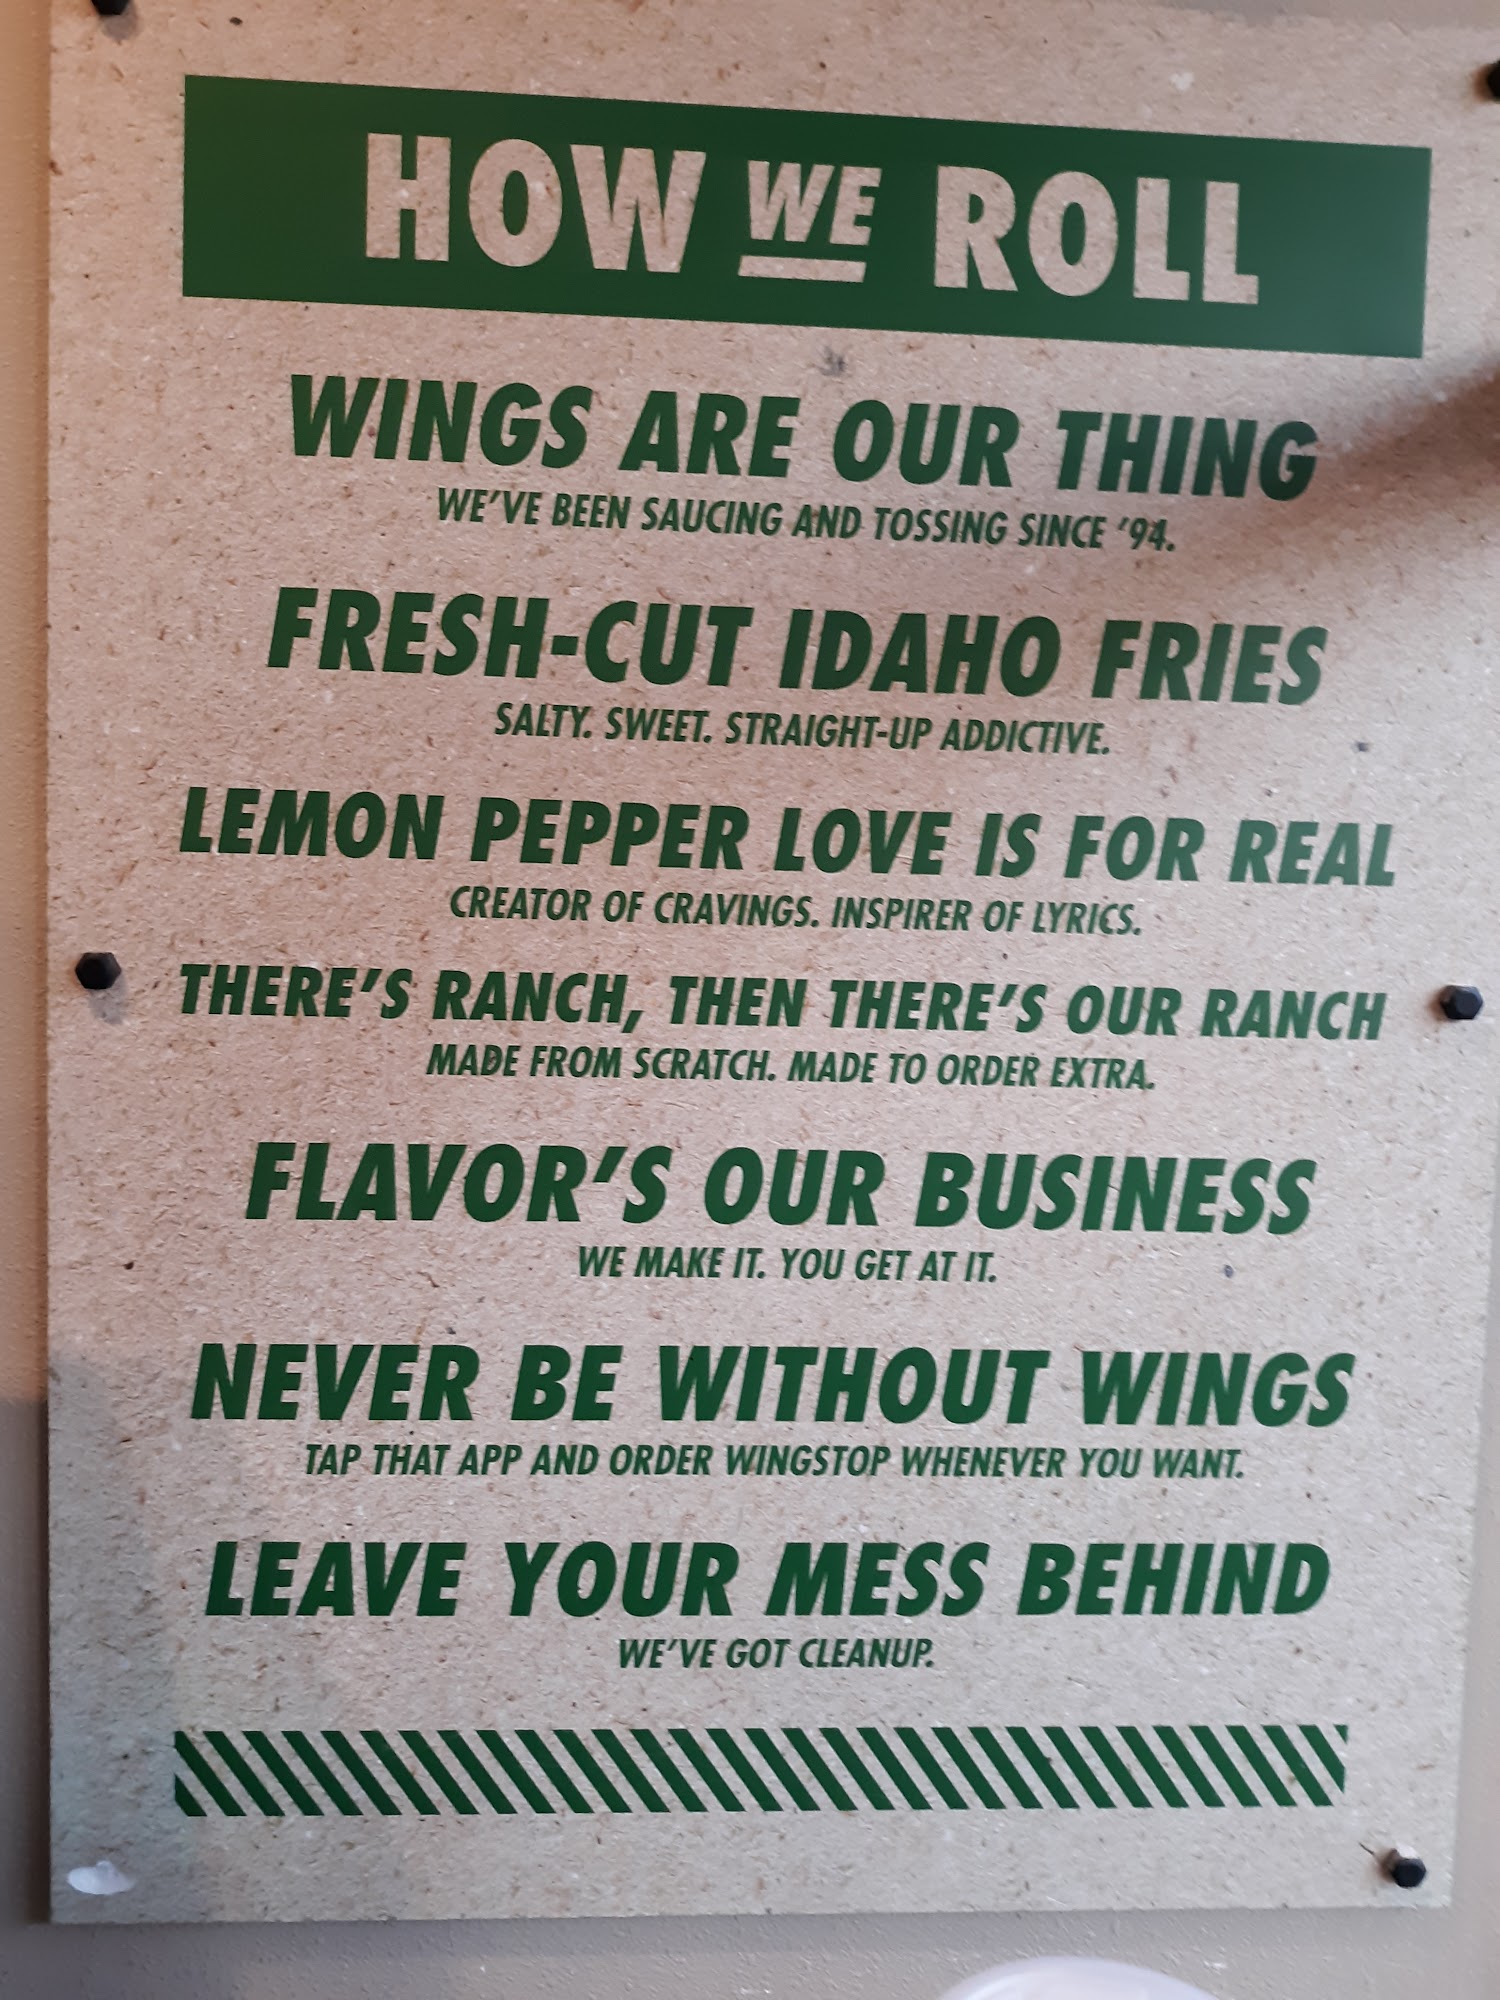 HOW WE ROLL
WINGS ARE OUR THING
WE'VE BEEN SAUCING AND TOSSING SINCE '94.
FRESH-CUT IDAHO FRIES
SALTY. SWEET. STRAIGHT-UP ADDICTIVE.
LEMON PEPPER LOVE IS FOR REAL
CREATOR OF CRAVINGS. INSPIRER OF LYRICS.
THERE'S RANCH, THEN THERE'S OUR RANCH
MADE FROM SCRATCH. MADE TO ORDER EXTRA.
FLAVOR'S OUR BUSINESS
WE MAKE IT. YOU GET AT IT.
NEVER BE WITHOUT WINGS
TAP THAT APP AND ORDER WINGSTOP WHENEVER YOU WANT.
LEAVE YOUR MESS BEHIND
WE'VE GOT CLEANUP.